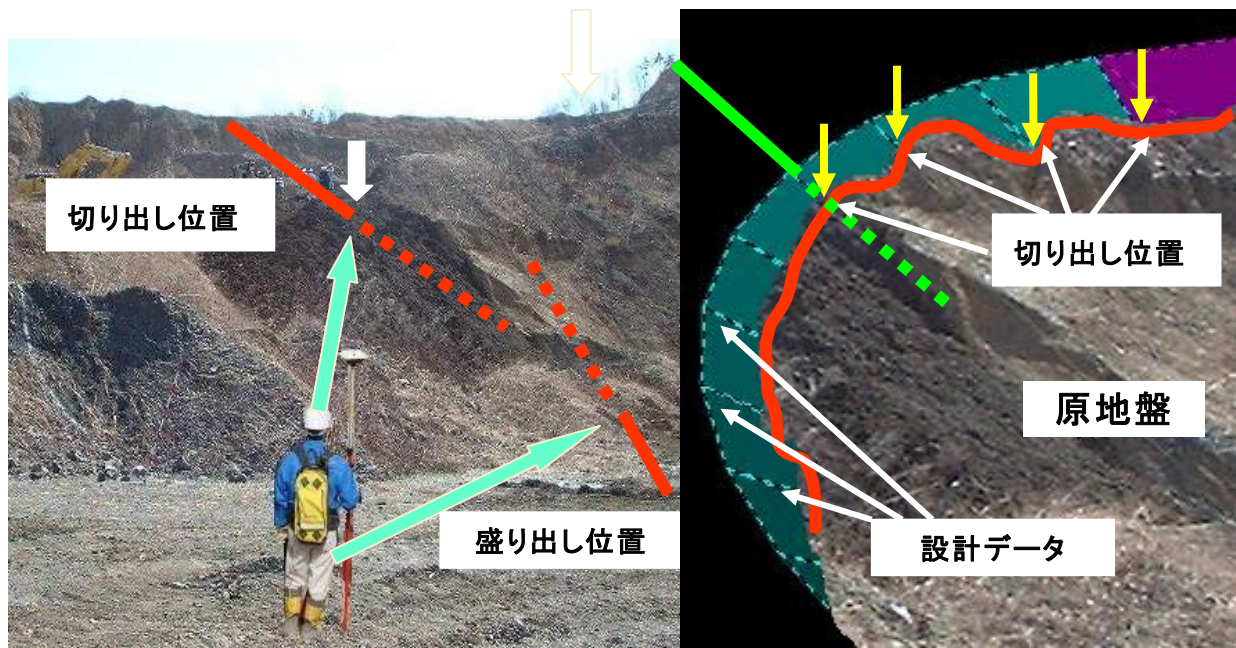 切り出し位置
盛り出し位置
切り出し位置
原地盤
設計データ